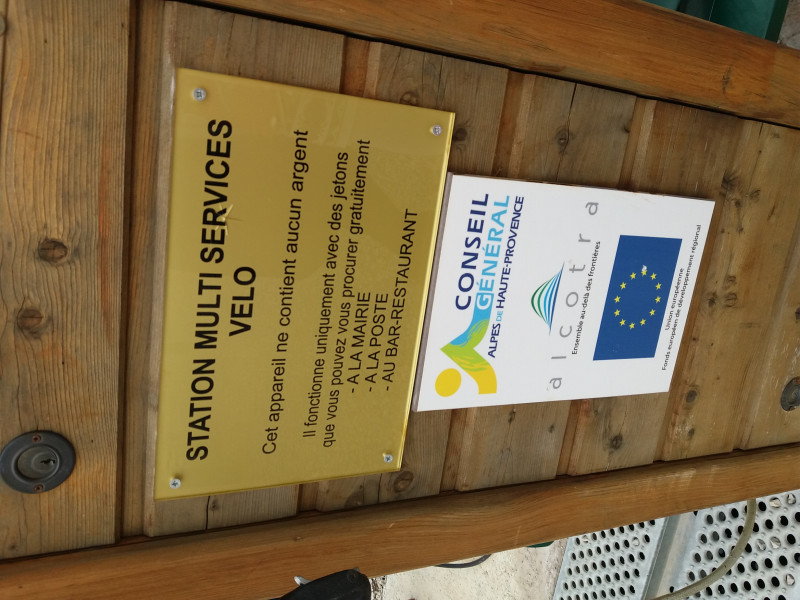 STATION MULTI SERVICES
VELO
Cet appareil ne contient aucun argent
Il fonctionne uniquement avec des jetons
que vous pouvez vous procurer gratuitement
- A LA MAIRIE
- A LA POSTE
- AU BAR-RESTAURANT
CONSEIL
GÉNÉRAL
ALPES DE HAUTE-PROVENCE
alcotra
Ensemble au-delà des frontières
Union européenne
Fonds européen de développement régional